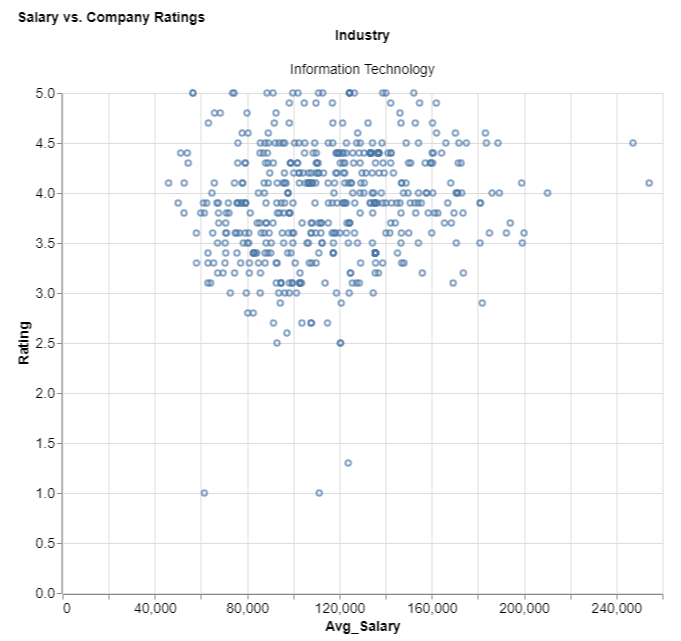 Salary vs. Company Ratings
Industry
Information Technology
5.0
4.5
4.0
3.5
3.0
2.5
2.0
1.5
1.0
0.5
0.0
Rating
0 40,000 80,000 120,000 160,000 200,000 240,000
Avg_Salary